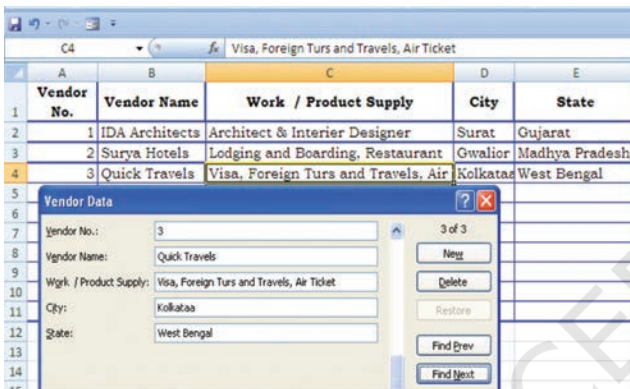 C4 fx Visa, Foreign Turs and Travels, Air Ticket
A B C D E
1 Vendor No. Vendor Name Work / Product Supply City State
2 1 IDA Architects Architect & Interier Designer Surat Gujarat
3 2 Surya Hotels Lodging and Boarding, Restaurant Gwalior Madhya Pradesh
4 3 Quick Travels Visa, Foreign Turs and Travels, Air Kolkataa West Bengal
5
6 Vendor Data ?
7 Vendor No.: 3 3 of 3
8 Vendor Name: Quick Travels New
9
10 Work / Product Supply: Visa, Foreign Turs and Travels, Air Ticket Delete
11 City: Kolkataa Restore
12 State: West Bengal
13 Find Prev
14 Find Next